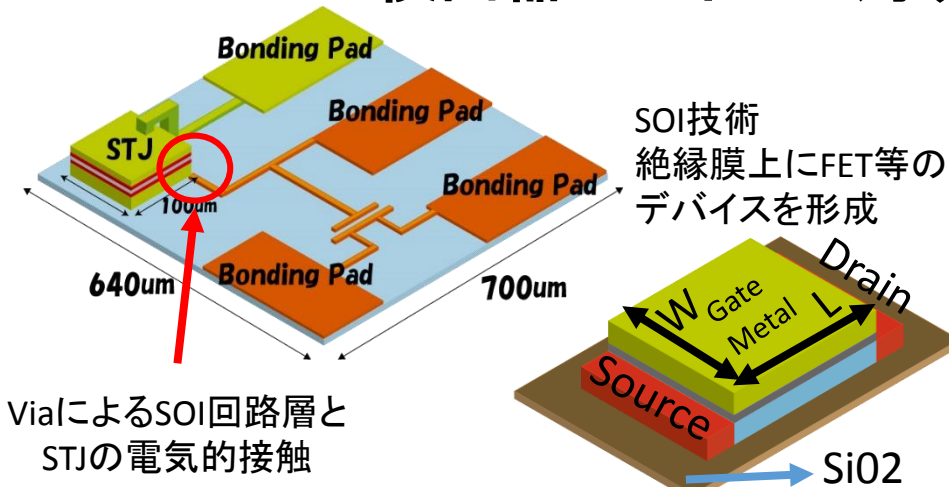 Bonding Pad
Bonding Pad
STJ
Bonding Pad
100um
Bonding Pad
640um
700um
ViaによるSOI回路層と
STJの電気的接触
SOI技術
絶縁膜上にFET等の
デバイスを形成
Drain
W
Gate
Metal
L
Source
SiO2